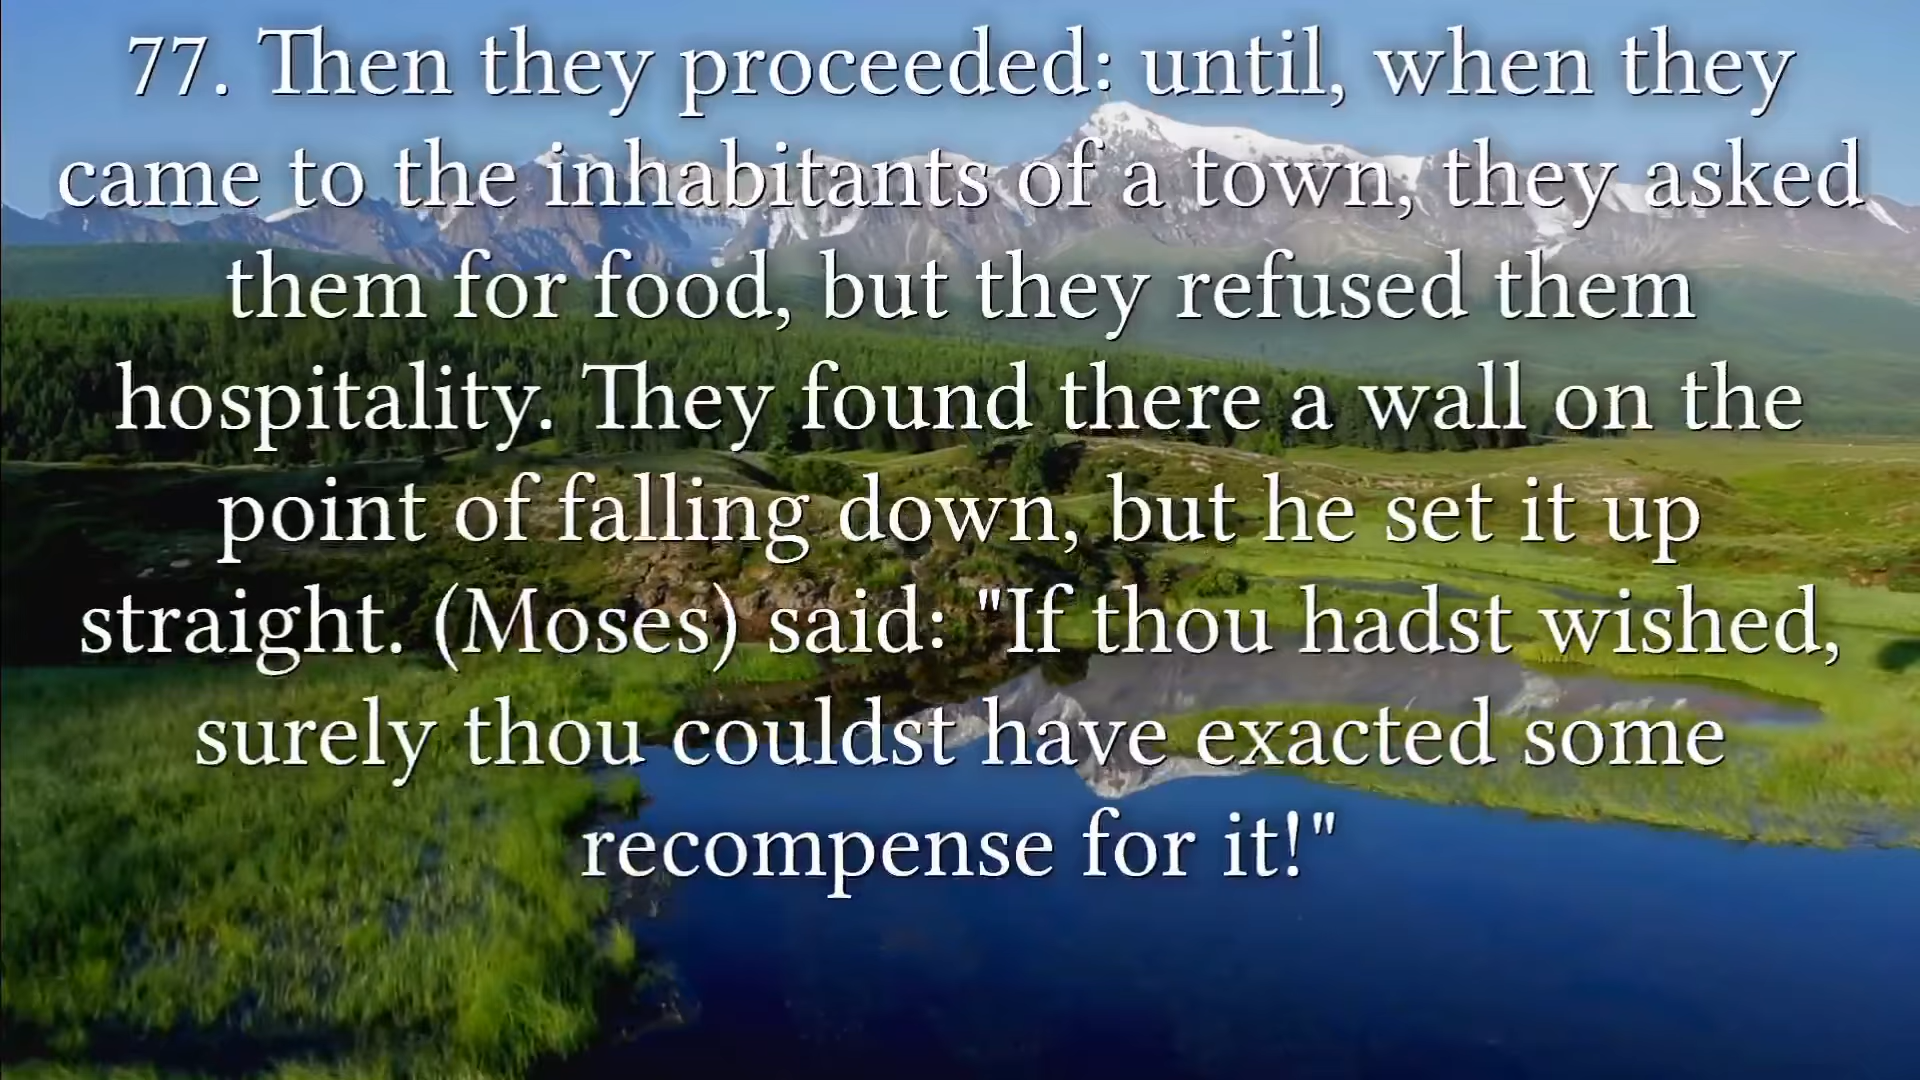 77. Then they proceeded: until, when they
came to the inhabitants of a town, they asked
them for food, but they refused them
hospitality. They found there a wall on the
point of falling down, but he set it up
straight. (Moses) said: "If thou hadst wished,
surely thou couldst have exacted some
recompense for it!"